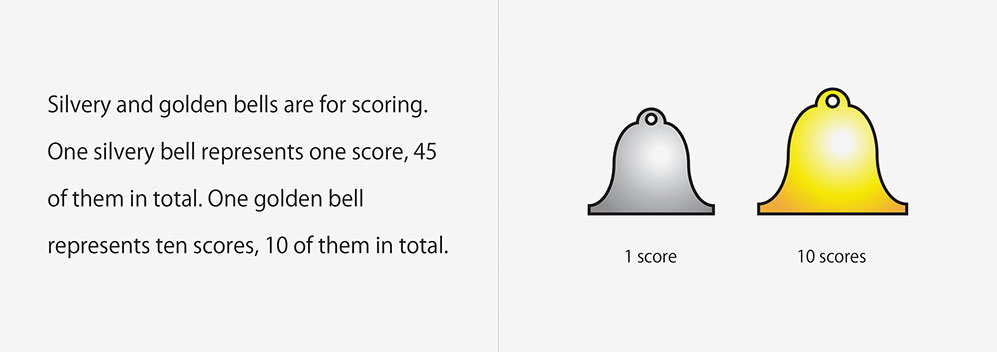 Silvery and golden bells are for scoring.
One silvery bell represents one score, 45
of them in total. One golden bell
represents ten scores, 10 of them in total.
1 score
10 scores